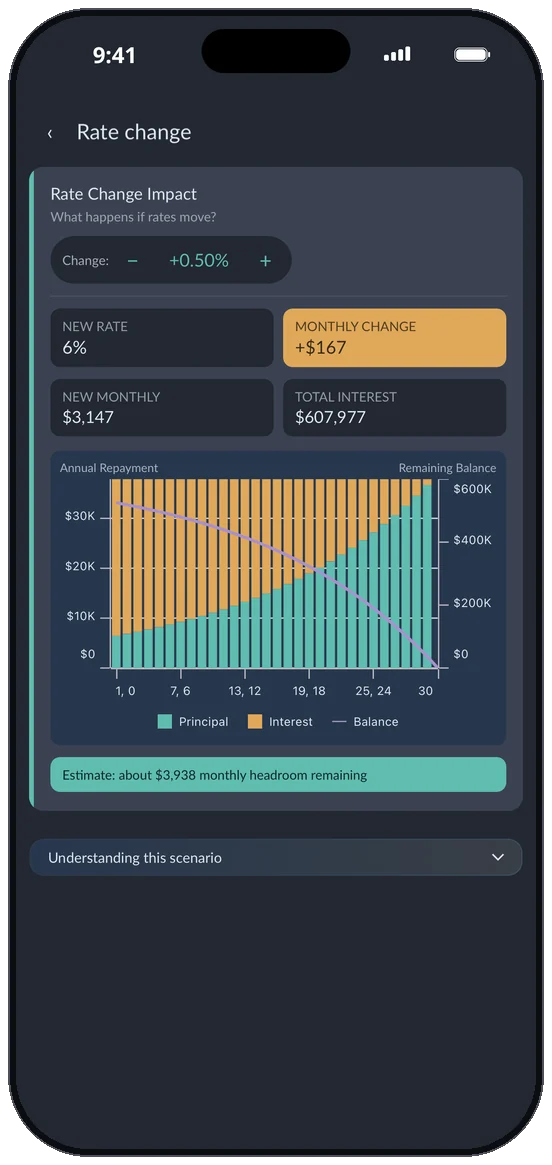 9:41
‹ Rate change
Rate Change Impact
What happens if rates move?
Change: − +0.50% +
NEW RATE
6%
MONTHLY CHANGE
+$167
NEW MONTHLY
$3,147
TOTAL INTEREST
$607,977
Annual Repayment
Remaining Balance
$30K
$20K
$10K
$0
$600K
$400K
$200K
$0
1, 0 7, 6 13, 12 19, 18 25, 24 30
Principal Interest Balance
Estimate: about $3,938 monthly headroom remaining
Understanding this scenario